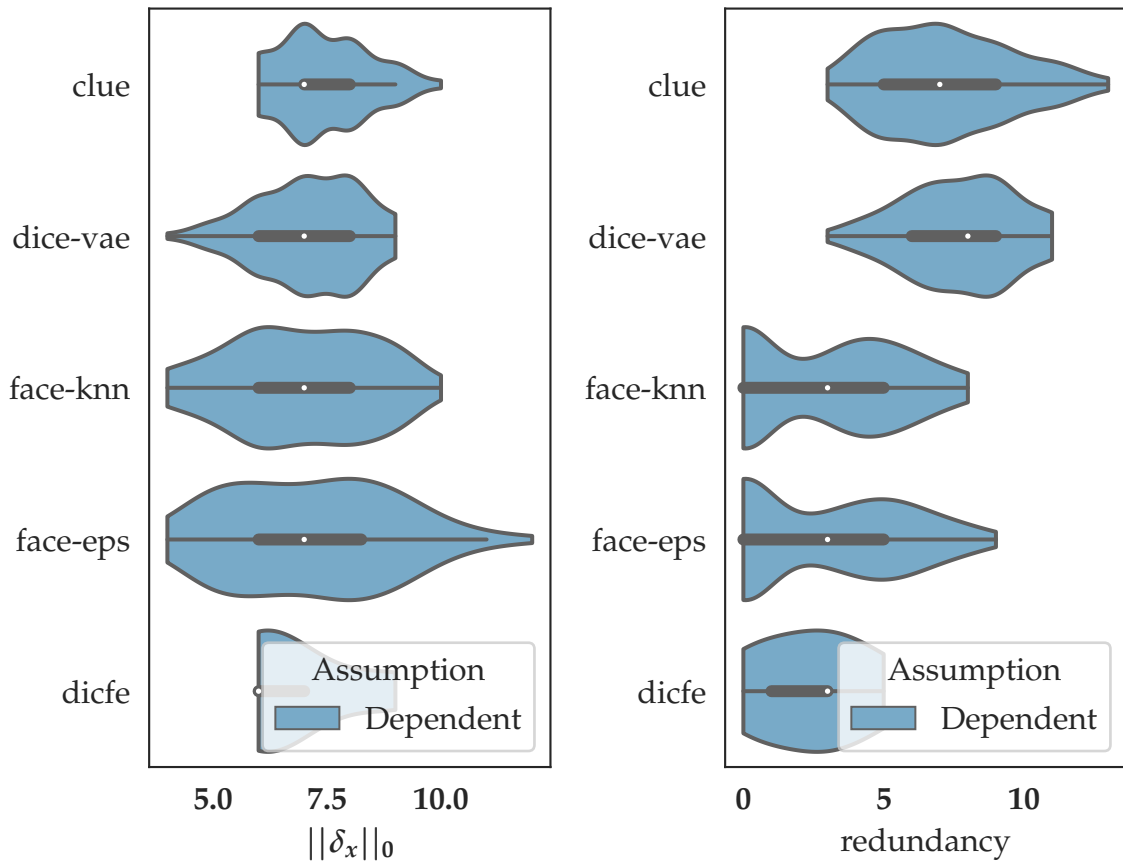 clue
dice-vae
face-knn
face-eps
dicfe
Assumption
Dependent
5.0 7.5 10.0
||δx||0
clue
dice-vae
face-knn
face-eps
dicfe
Assumption
Dependent
0 5 10
redundancy